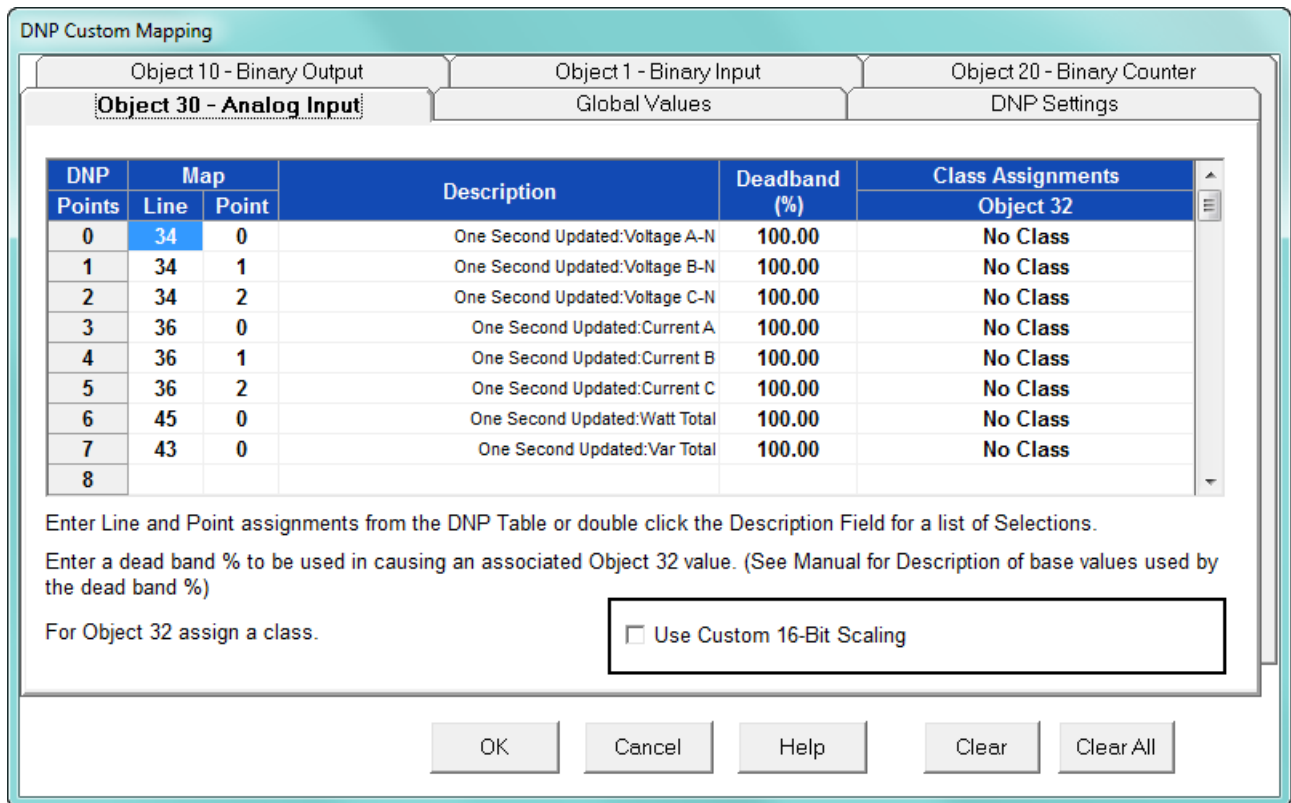 DNP Custom Mapping
Object 10 - Binary Output Object 1 - Binary Input Object 20 - Binary Counter
Object 30 - Analog Input Global Values DNP Settings
DNP Points Map Line Point Description Deadband (%) Class Assignments Object 32
0 34 0 One Second Updated:Voltage A-N 100.00 No Class
1 34 1 One Second Updated:Voltage B-N 100.00 No Class
2 34 2 One Second Updated:Voltage C-N 100.00 No Class
3 36 0 One Second Updated:Current A 100.00 No Class
4 36 1 One Second Updated:Current B 100.00 No Class
5 36 2 One Second Updated:Current C 100.00 No Class
6 45 0 One Second Updated:Watt Total 100.00 No Class
7 43 0 One Second Updated:Var Total 100.00 No Class
8
Enter Line and Point assignments from the DNP Table or double click the Description Field for a list of Selections.
Enter a dead band % to be used in causing an associated Object 32 value. (See Manual for Description of base values used by
the dead band %)
For Object 32 assign a class.
Use Custom 16-Bit Scaling
OK Cancel Help Clear Clear All